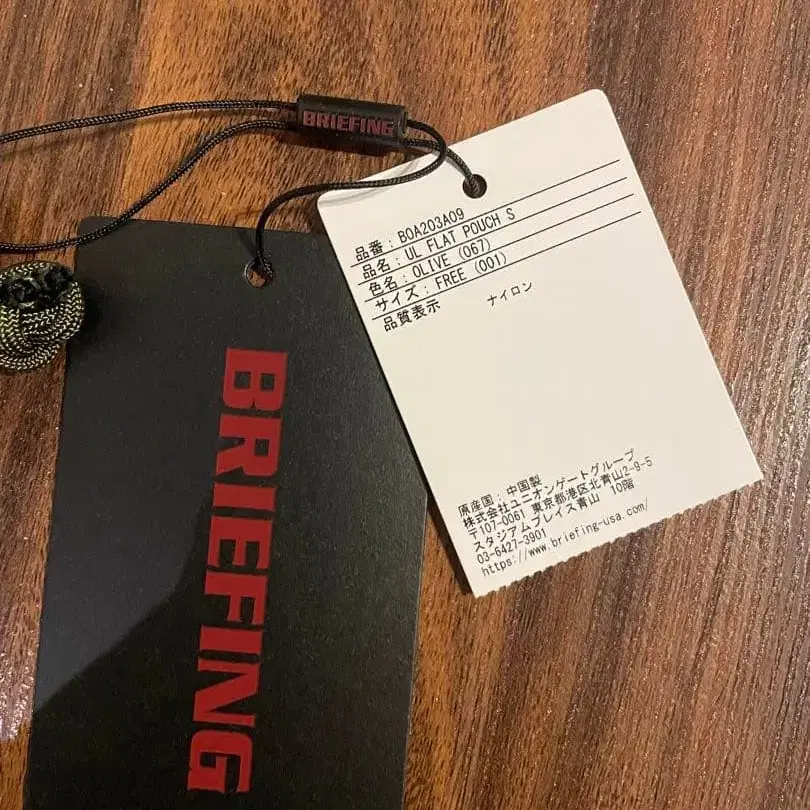 BRIEFING
品番 : BOA203A09
品名 : UL FLAT POUCH S
色名 : OLIVE (067)
サイズ : FREE (001)
品質表示 ナイロン
原産国 : 中国製
株式会社ユニオンゲートグループ
〒107-0061 東京都港区北青山2-9-5
スタジアムプレイス青山 10階
03-6427-3901
https://www.briefing-usa.com/
BRIEFING